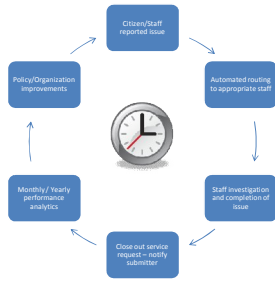 Citizen/Staff
reported issue
Automated routing
to appropriate staff
Staff investigation
and completion of
issue
Close out service
request – notify
submitter
Monthly/ Yearly
performance
analytics
Policy/Organization
improvements